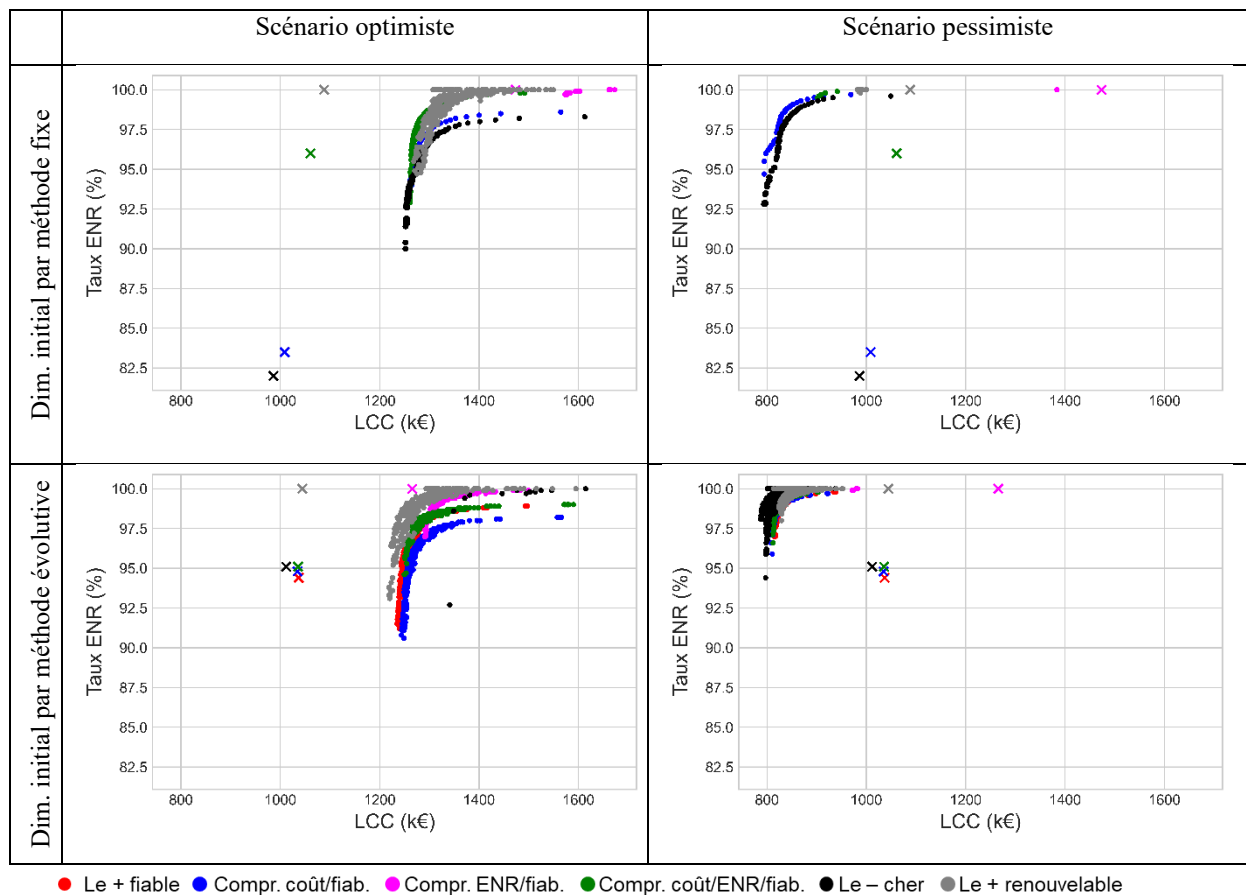 Scénario optimiste
Scénario pessimiste
Dim. initial par méthode fixe
100.0
97.5
95.0
92.5
90.0
87.5
85.0
82.5
Taux ENR (%)
800 1000 1200 1400 1600
LCC (k€)
100.0
97.5
95.0
92.5
90.0
87.5
85.0
82.5
Taux ENR (%)
800 1000 1200 1400 1600
LCC (k€)
Dim. initial par méthode évolutive
100.0
97.5
95.0
92.5
90.0
87.5
85.0
82.5
Taux ENR (%)
800 1000 1200 1400 1600
LCC (k€)
100.0
97.5
95.0
92.5
90.0
87.5
85.0
82.5
Taux ENR (%)
800 1000 1200 1400 1600
LCC (k€)
Le + fiable Compr. coût/fiab. Compr. ENR/fiab. Compr. coût/ENR/fiab. Le – cher Le + renouvelable